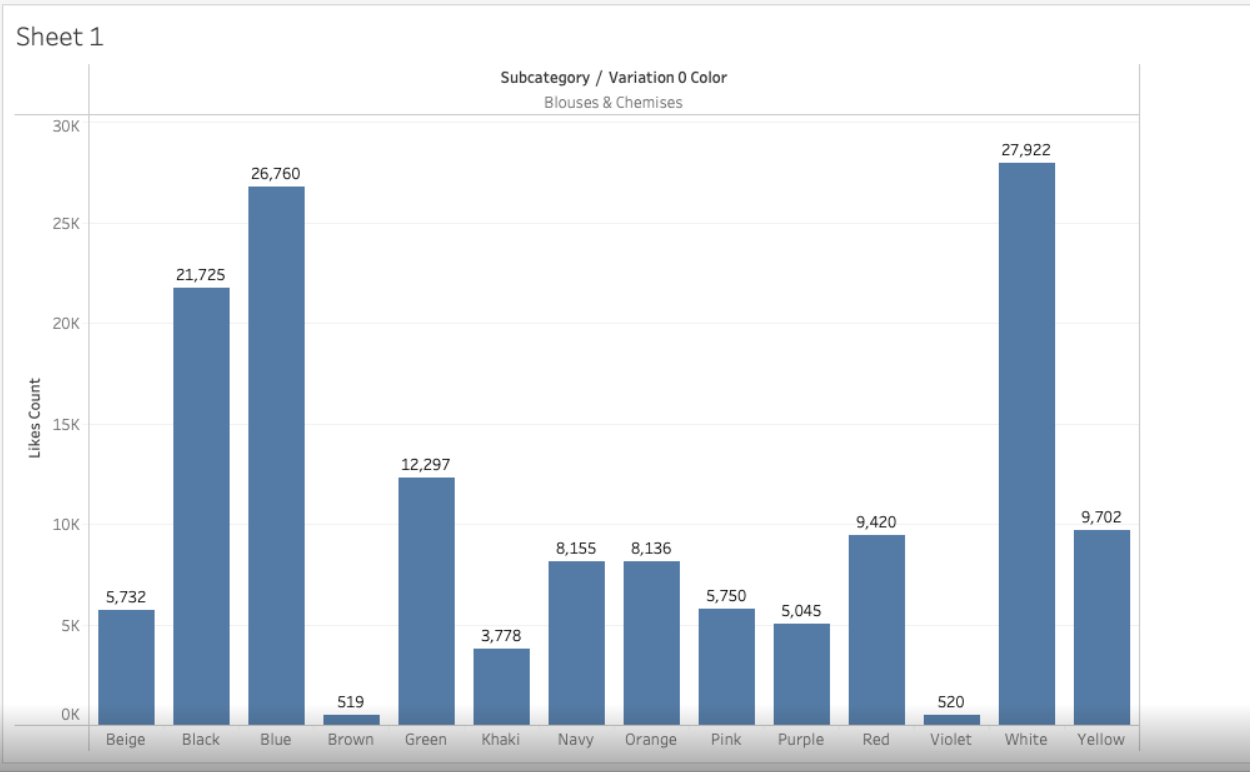 Sheet 1
Subcategory / Variation 0 Color
Blouses & Chemises
Likes Count
30K
25K
20K
15K
10K
5K
0K
5,732
21,725
26,760
519
12,297
3,778
8,155
8,136
5,750
5,045
9,420
520
27,922
9,702
Beige Black Blue Brown Green Khaki Navy Orange Pink Purple Red Violet White Yellow